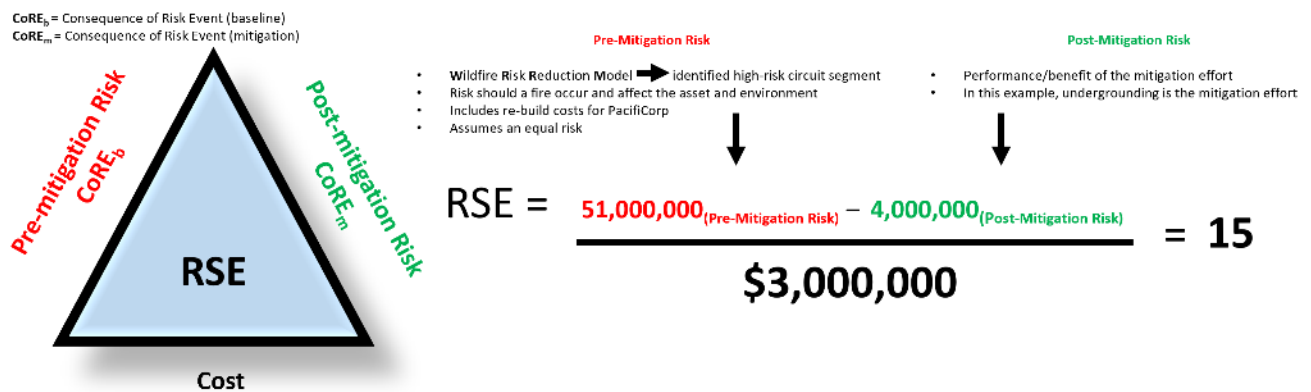 CoREb = Consequence of Risk Event (baseline)
CoREm = Consequence of Risk Event (mitigation)
Pre-mitigation Risk
CoREb
Post-mitigation Risk
CoREm
RSE
Cost
Pre-Mitigation Risk
• Wildfire Risk Reduction Model identified high-risk circuit segment
• Risk should a fire occur and affect the asset and environment
• Includes re-build costs for PacifiCorp
• Assumes an equal risk
Post-Mitigation Risk
• Performance/benefit of the mitigation effort
• In this example, undergrounding is the mitigation effort
RSE = 51,000,000(Pre-Mitigation Risk) – 4,000,000(Post-Mitigation Risk)
$3,000,000
= 15